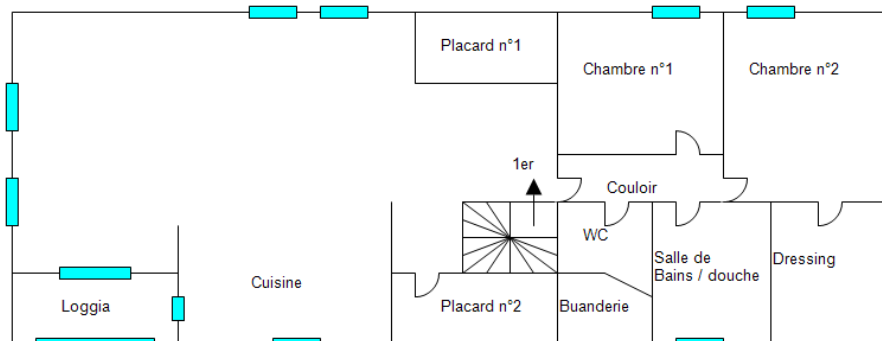 Placard n°1
Chambre n°1
Chambre n°2
1er
Couloir
WC
Salle de
Bains / douche
Dressing
Cuisine
Loggia
Placard n°2
Buanderie